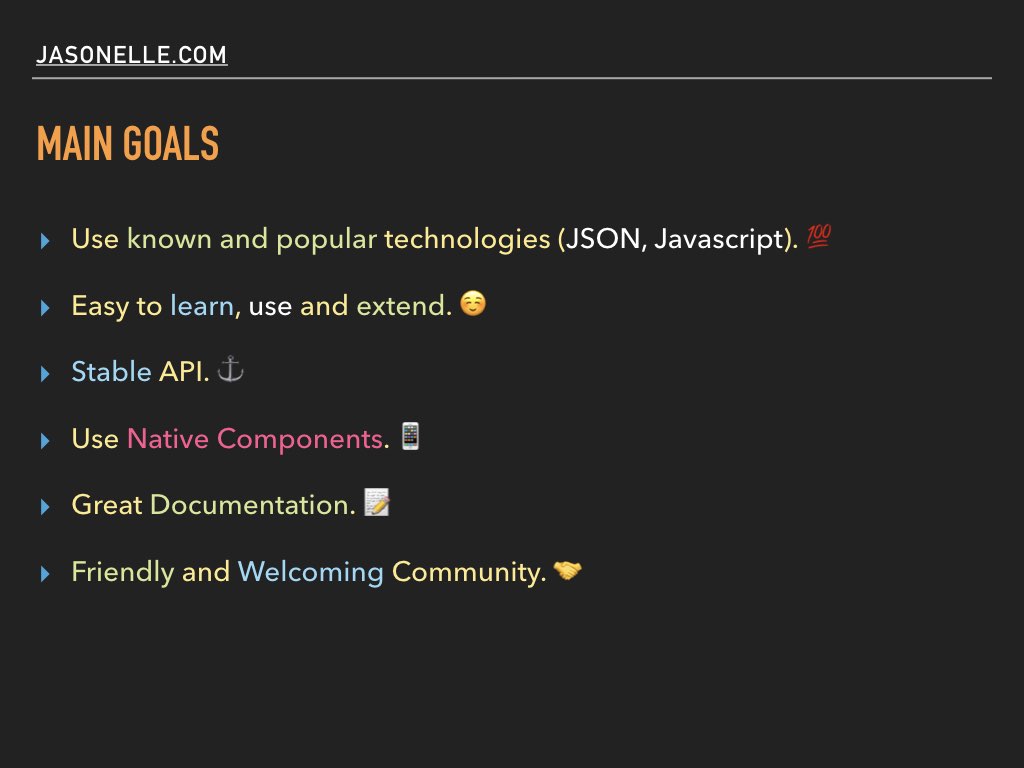 JASONELLE.COM
MAIN GOALS
▸ Use known and popular technologies (JSON, Javascript). 💯
▸ Easy to learn, use and extend. ☺️
▸ Stable API. ⚓
▸ Use Native Components. 📱
▸ Great Documentation. 📝
▸ Friendly and Welcoming Community. 🤝